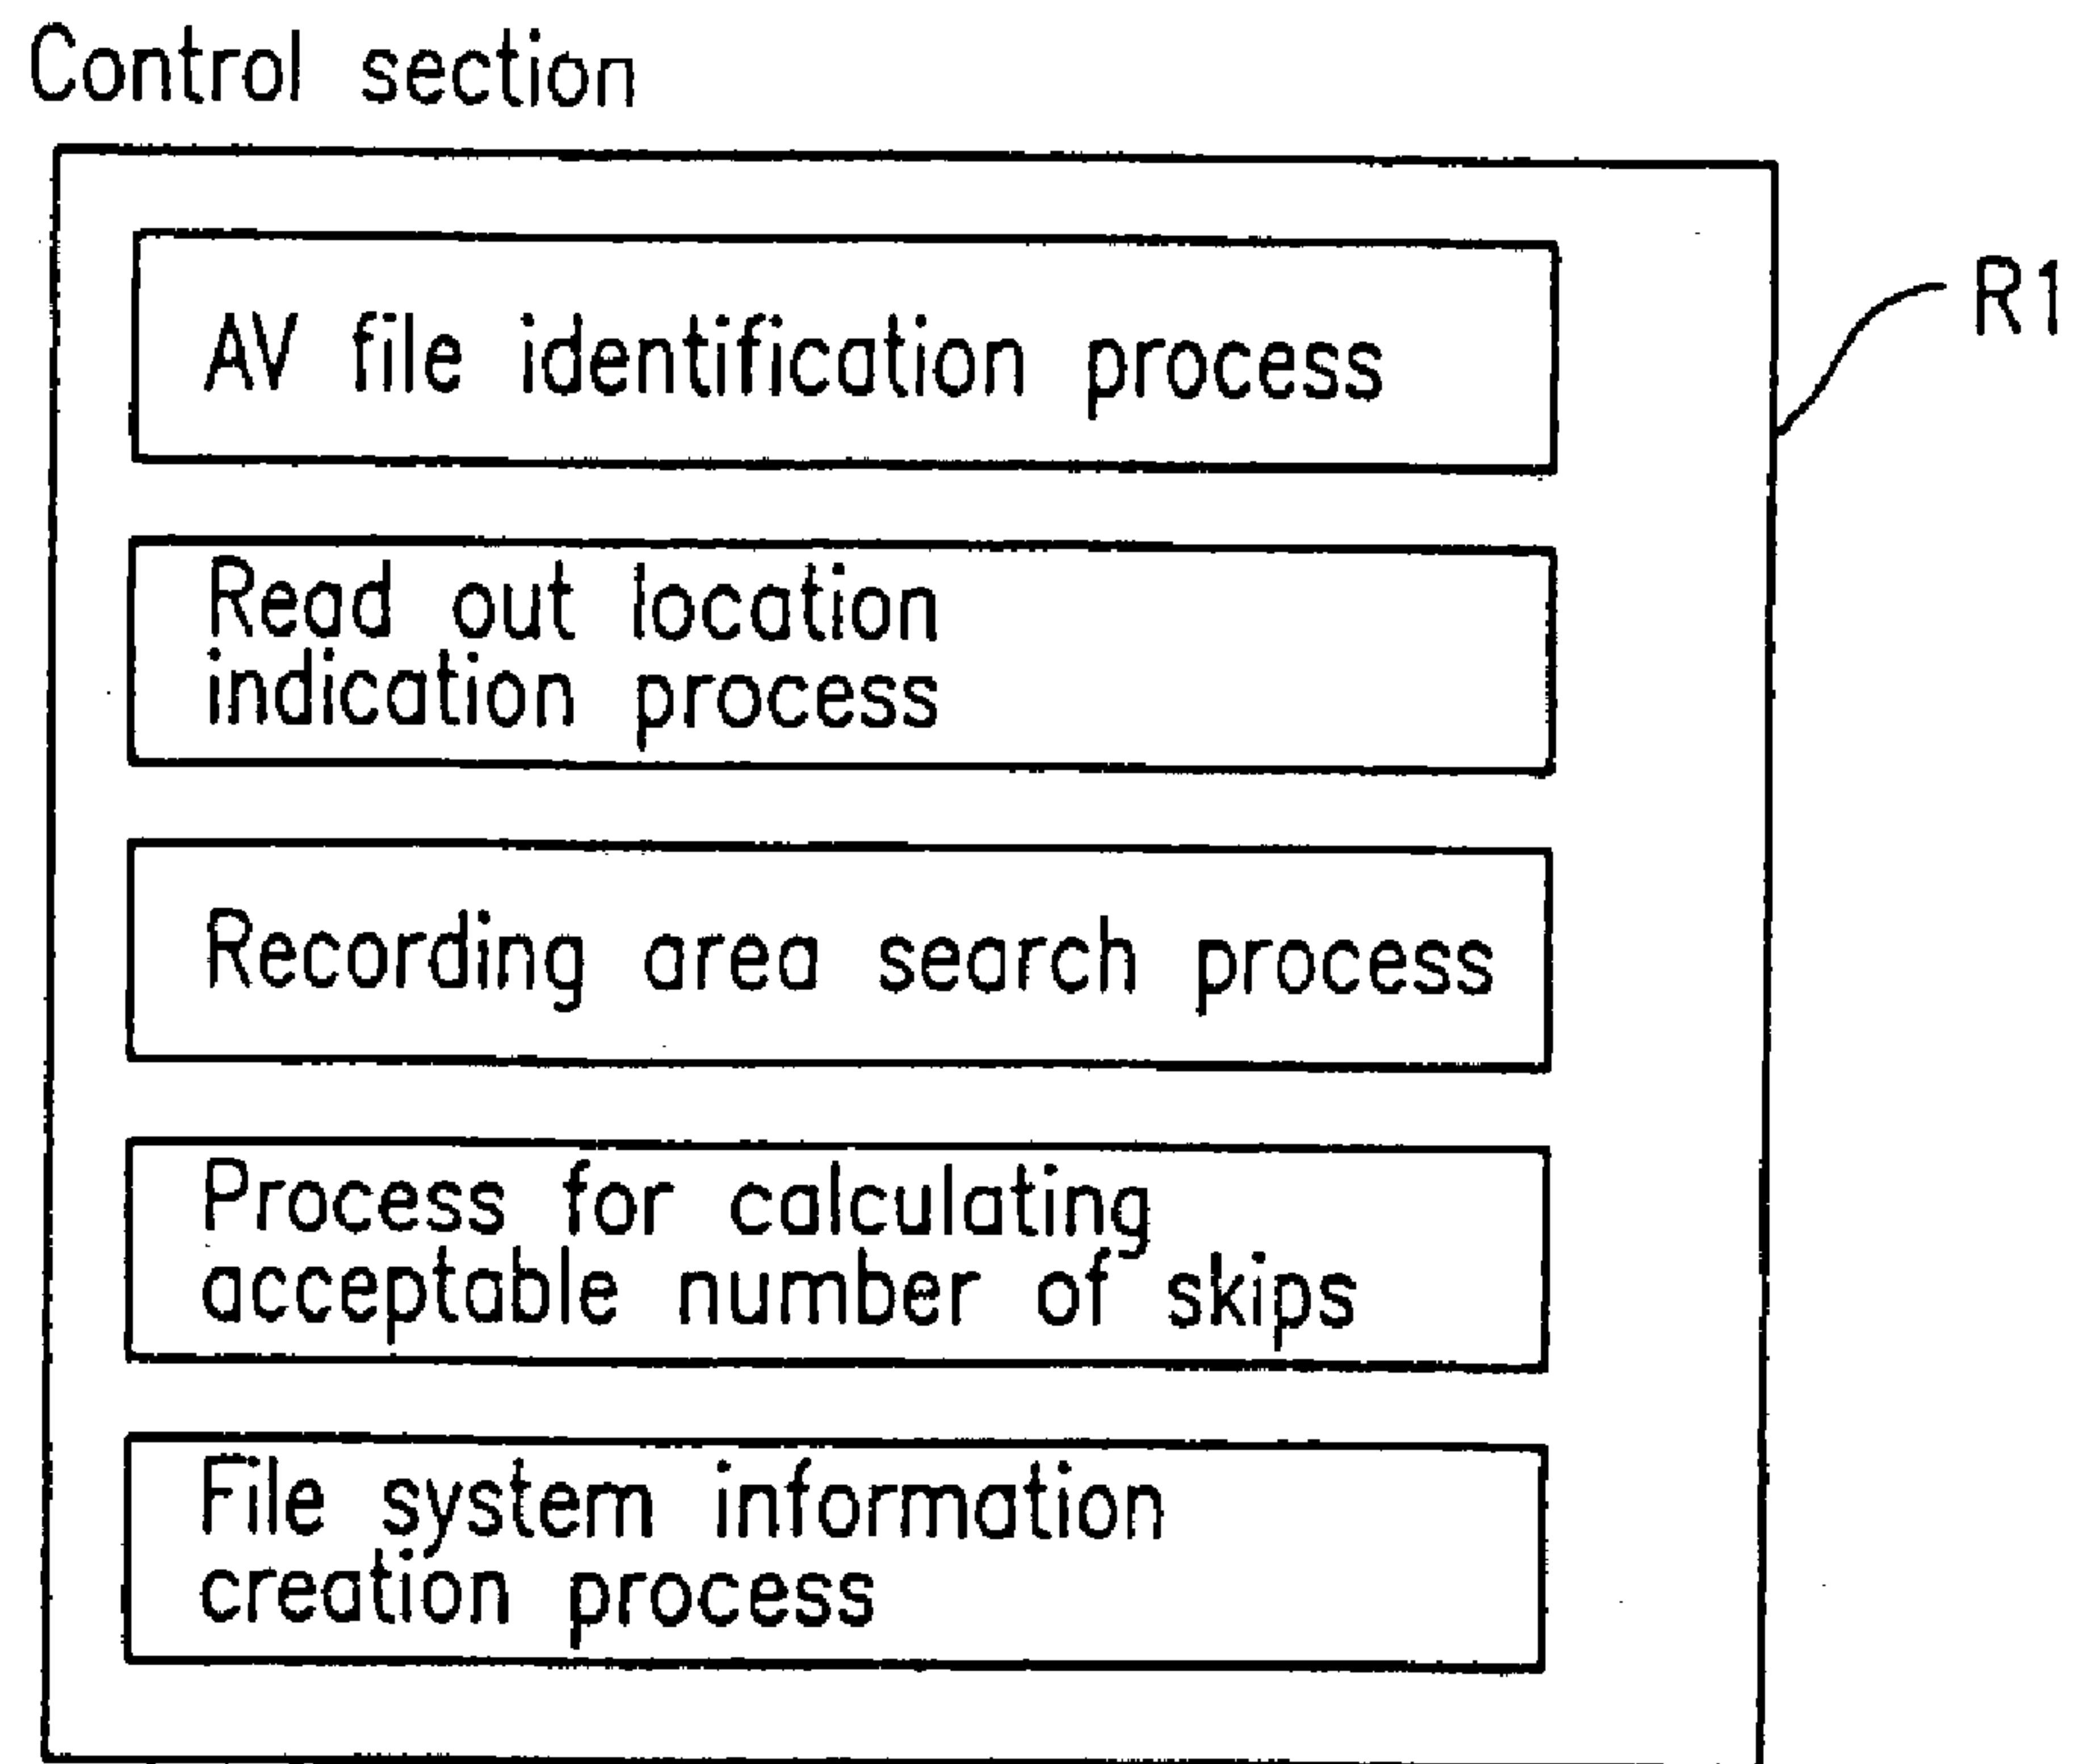 Control section
R1
AV file identification process
Read out location
indication process
Recording area search process
Process for calculating
acceptable number of skips
File system information
creation process